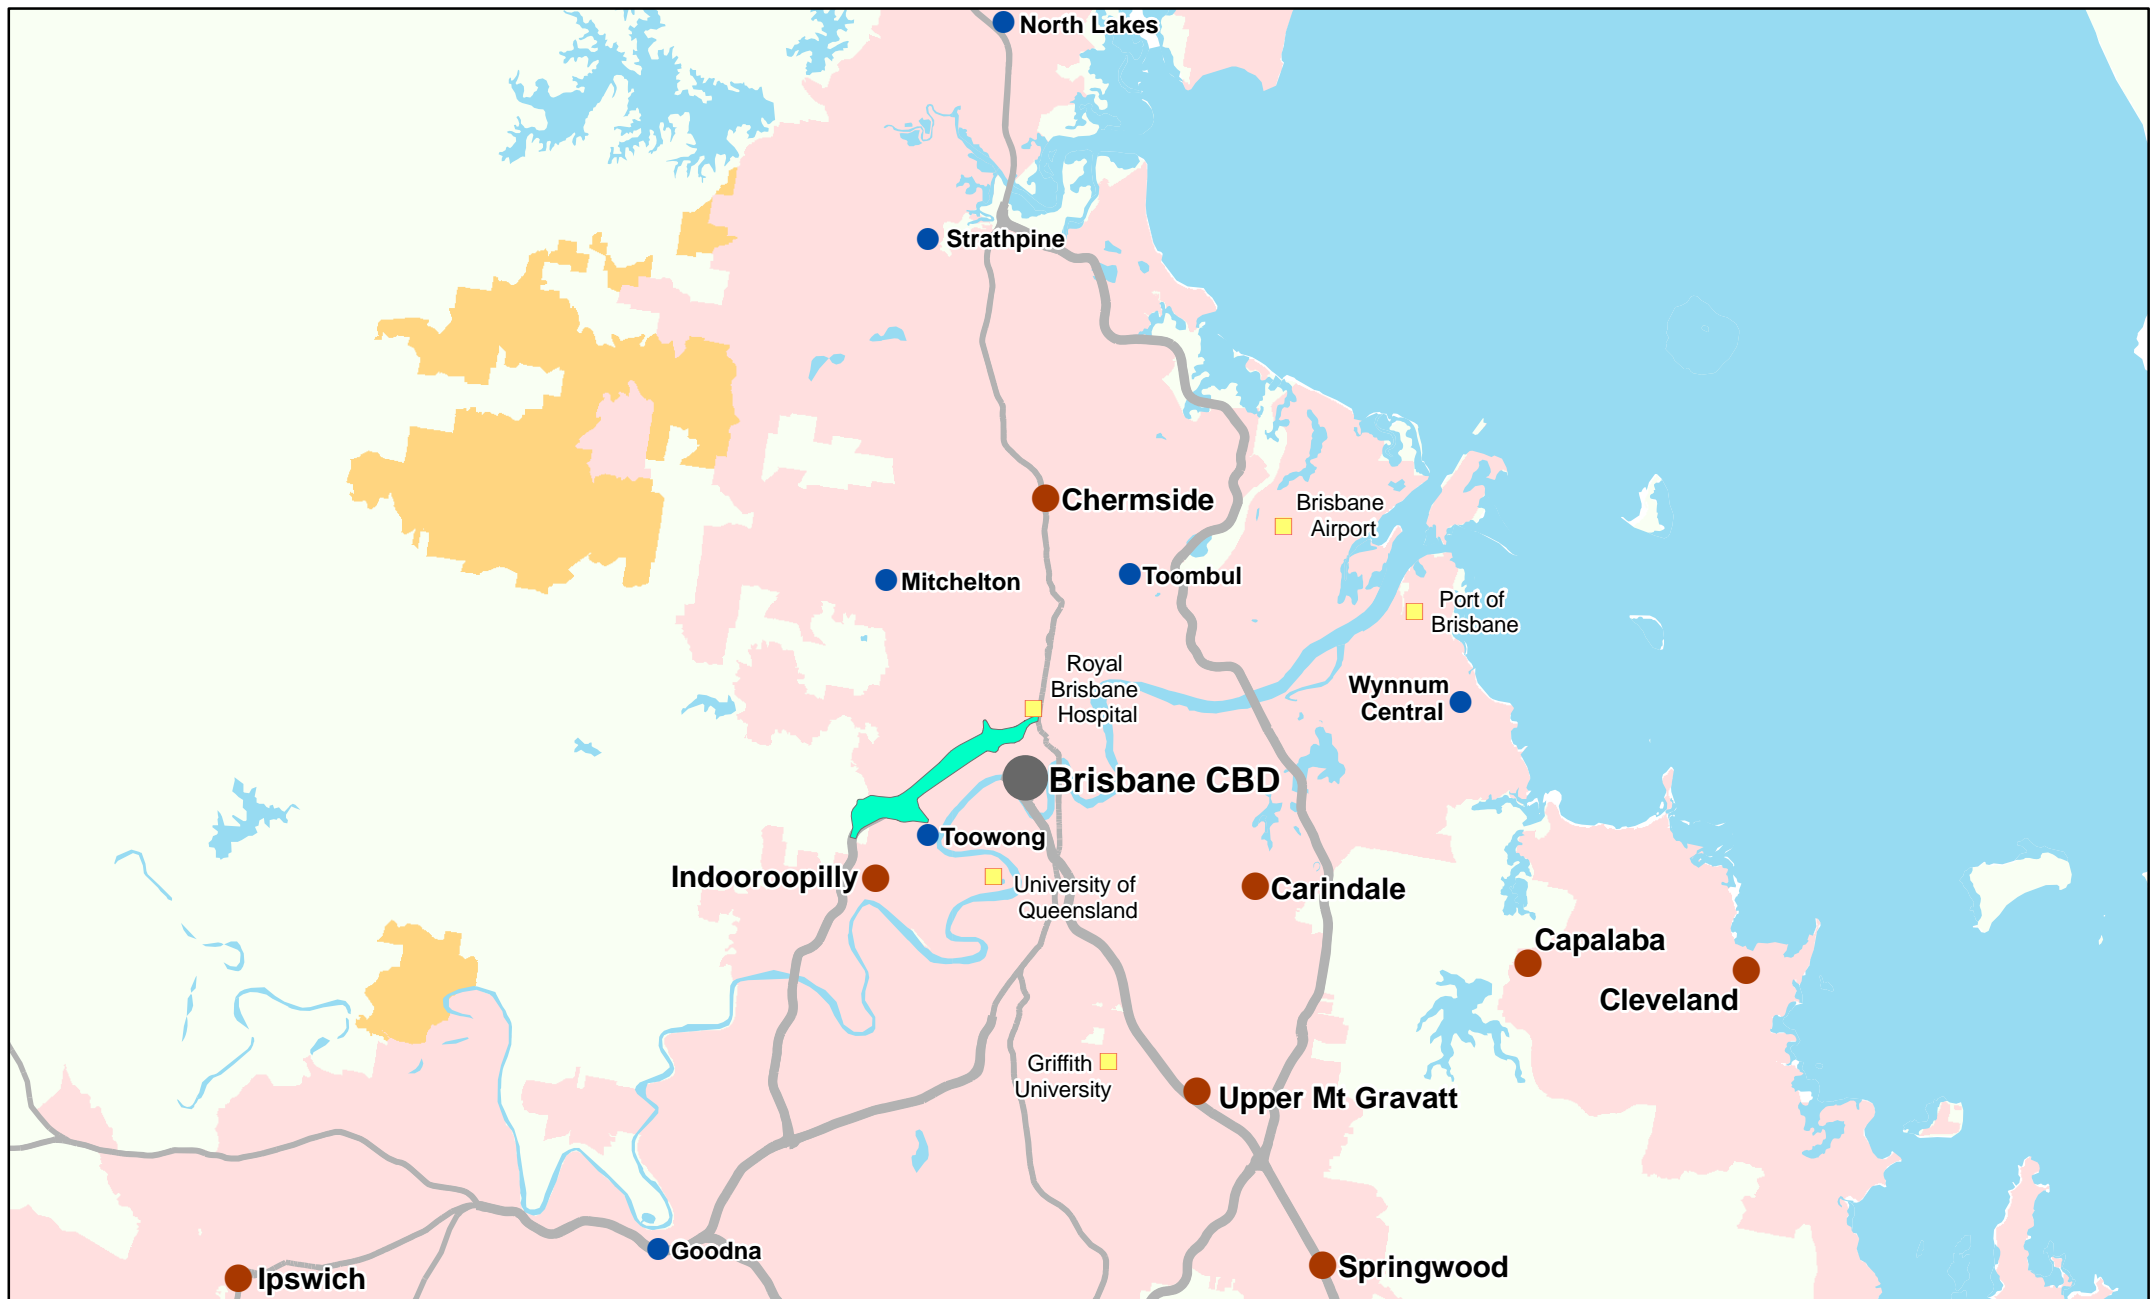 North Lakes
Strathpine
Chermside
Brisbane
Airport
Mitchelton
Toombul
Port of
Brisbane
Royal
Brisbane
Hospital
Wynnum
Central
Brisbane CBD
Toowong
Indooroopilly
University of
Queensland
Carindale
Capalaba
Cleveland
Griffith
University
Upper Mt Gravatt
Goodna
Ipswich
Springwood